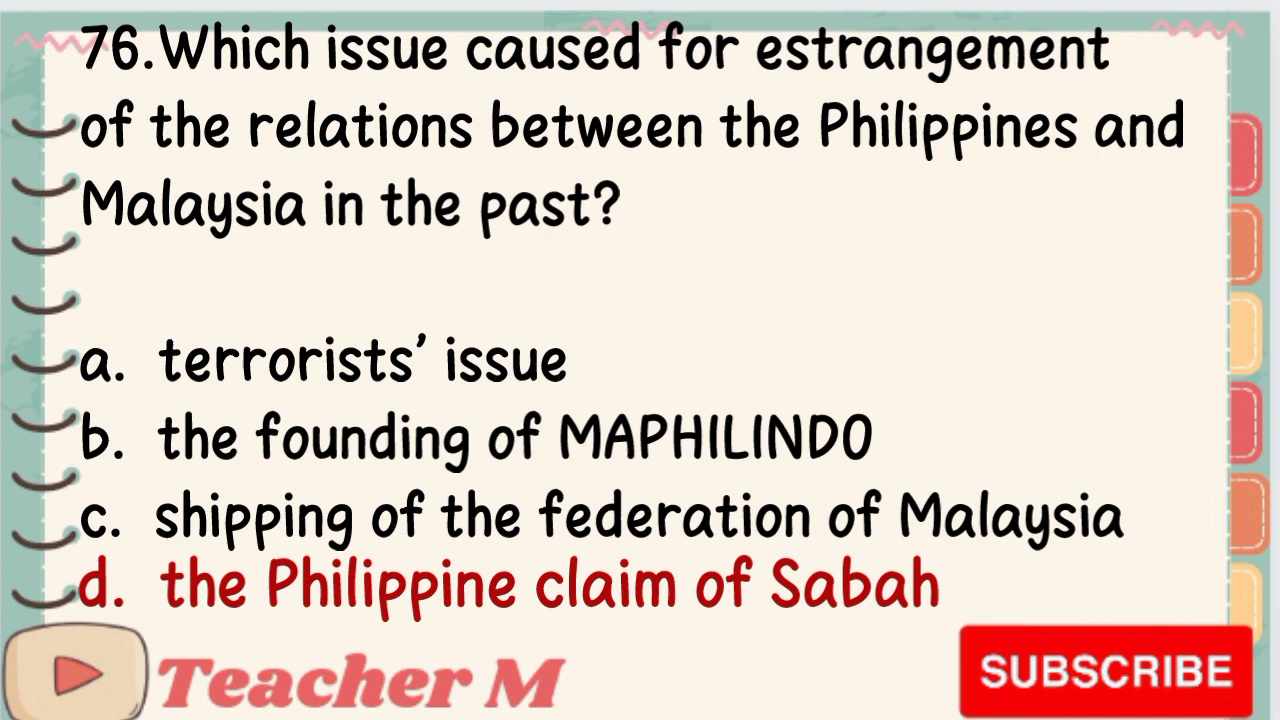 76.Which issue caused for estrangement
of the relations between the Philippines and
Malaysia in the past?
a. terrorists’ issue
b. the founding of MAPHILINDO
c. shipping of the federation of Malaysia
d. the Philippine claim of Sabah
Teacher M
SUBSCRIBE